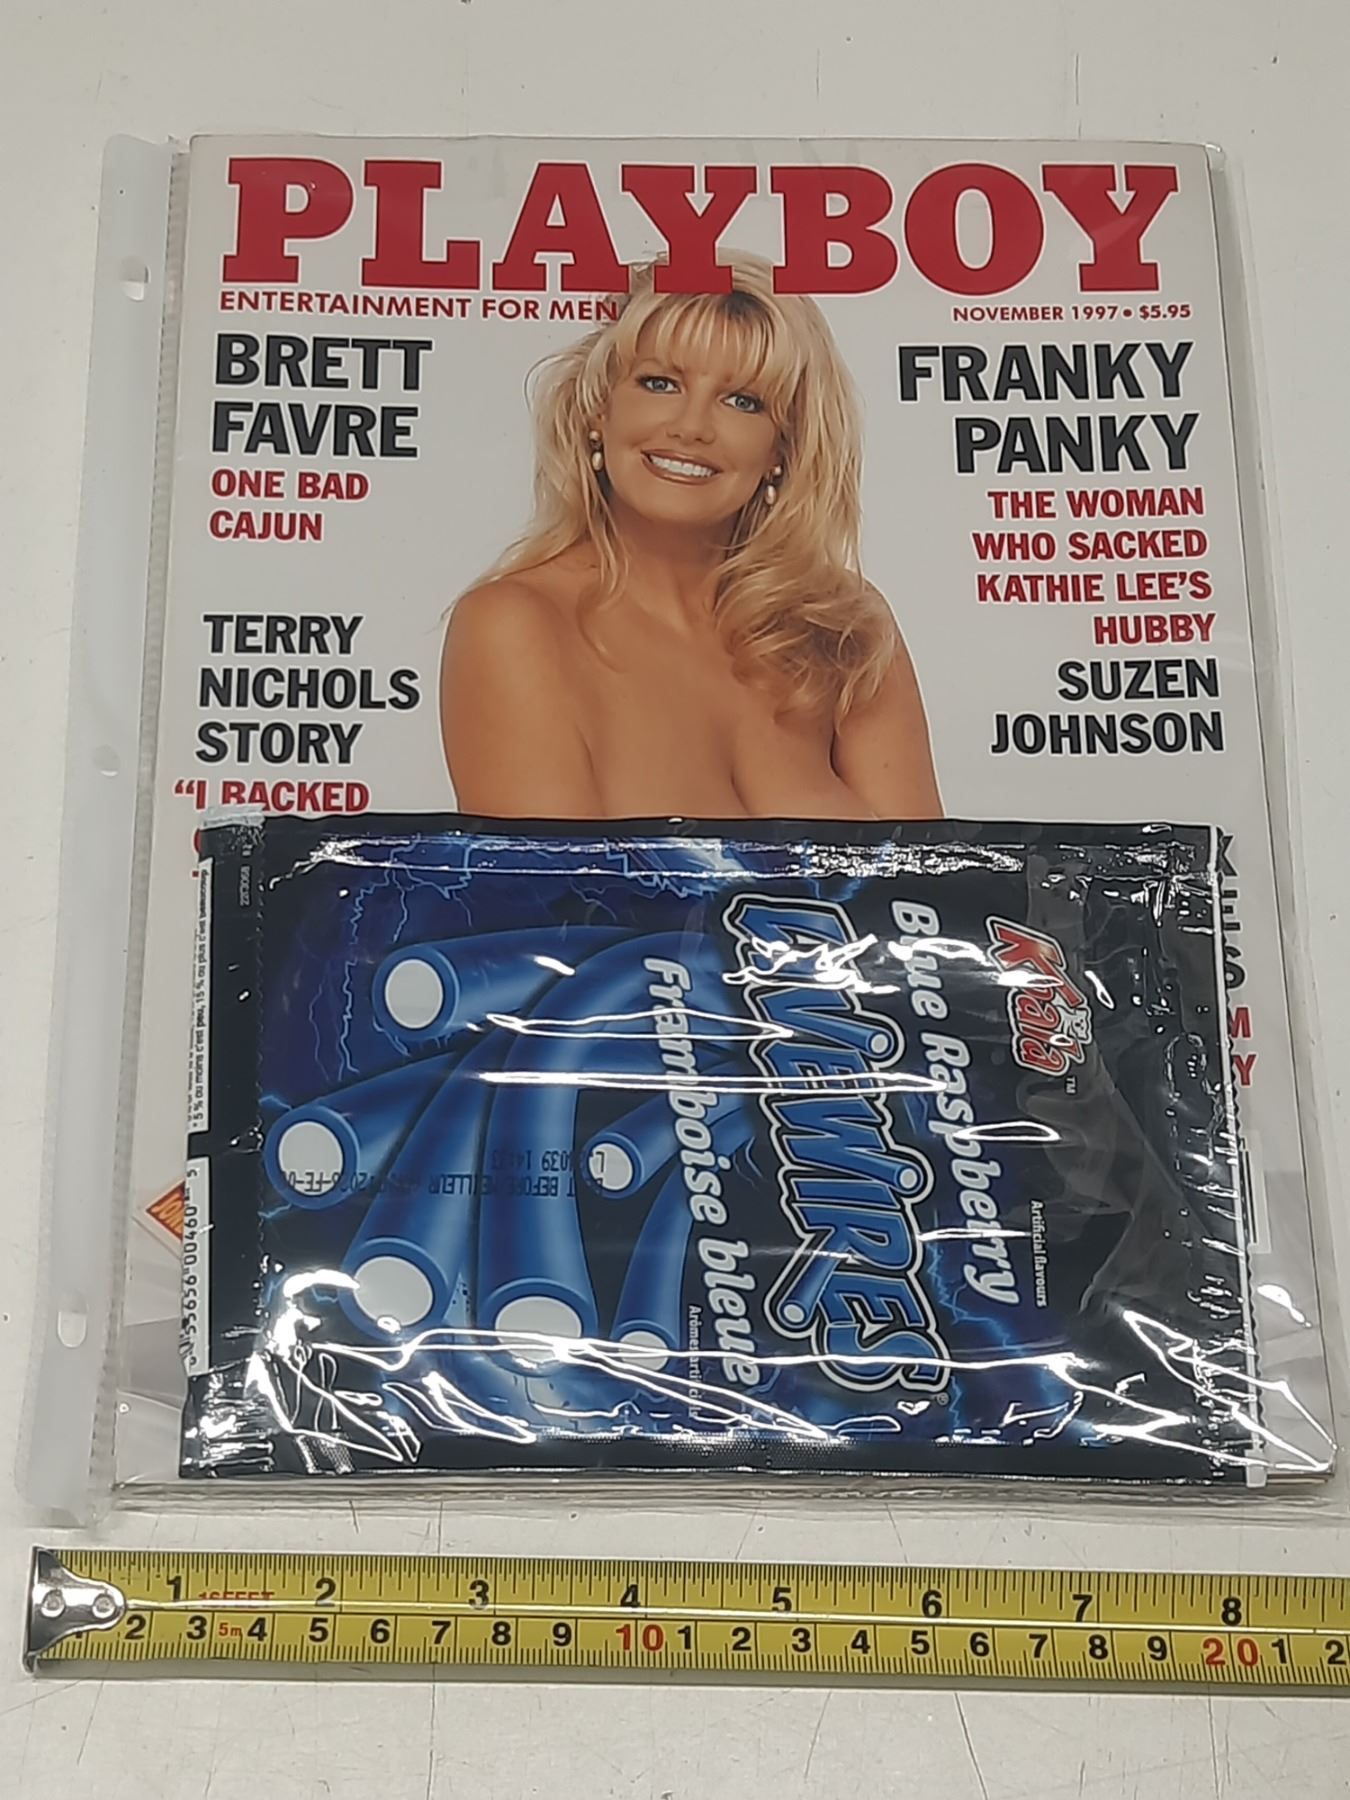 PLAYBOY
ENTERTAINMENT FOR MEN
NOVEMBER 1997 • $5.95
BRETT
FAVRE
ONE BAD
CAJUN
TERRY
NICHOLS
STORY
“I BACKED
FRANKY
PANKY
THE WOMAN
WHO SACKED
KATHIE LEE'S
HUBBY
SUZEN
JOHNSON
Koala™
Artificial flavours
Blue Raspberry
LIVEWIRES®
Framboise bleue
1 16FEET 2 3 4 5 6 7 8
2 3 5m 4 5 6 7 8 9 10 1 2 3 4 5 6 7 8 9 20 1 2